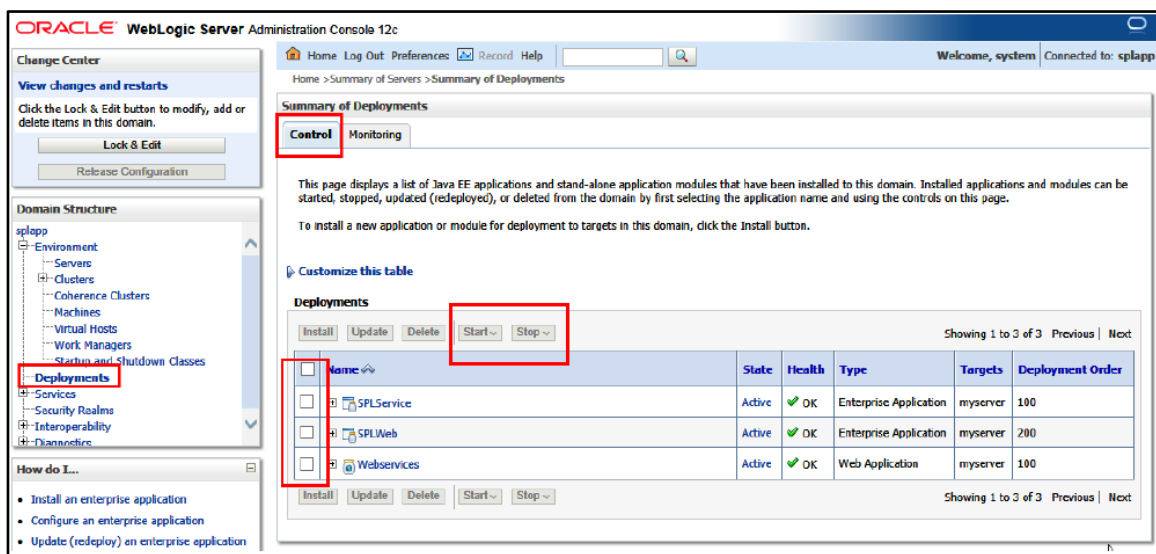 ORACLE WebLogic Server Administration Console 12c
Change Center
View changes and restarts
Click the Lock & Edit button to modify, add or
delete items in this domain.
Lock & Edit
Release Configuration
Domain Structure
splapp
Environment
Servers
Clusters
Coherence Clusters
Machines
Virtual Hosts
Work Managers
Startup and Shutdown Classes
Deployments
Services
Security Realms
Interoperability
Diagnostics
How do I...
• Install an enterprise application
• Configure an enterprise application
• Update (redeploy) an enterprise application
Home Log Out Preferences Record Help
Welcome, system Connected to: splapp
Home >Summary of Servers >Summary of Deployments
Summary of Deployments
Control Monitoring
This page displays a list of Java EE applications and stand-alone application modules that have been installed to this domain. Installed applications and modules can be
started, stopped, updated (redeployed), or deleted from the domain by first selecting the application name and using the controls on this page.
To install a new application or module for deployment to targets in this domain, click the Install button.
Customize this table
Deployments
Install Update Delete Start Stop Showing 1 to 3 of 3 Previous | Next
Name State Health Type Targets Deployment Order
SPLService Active OK Enterprise Application myserver 100
SPLWeb Active OK Enterprise Application myserver 200
Webservices Active OK Web Application myserver 100
Install Update Delete Start Stop Showing 1 to 3 of 3 Previous | Next